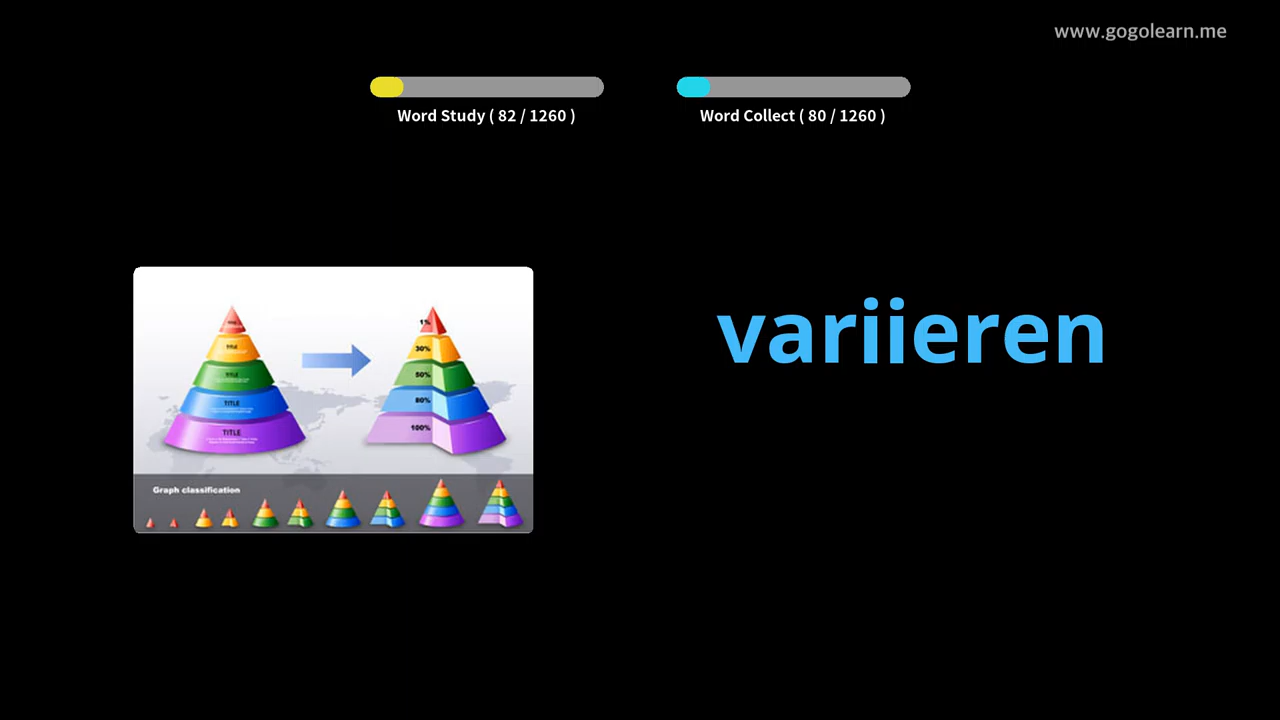 www.gogolearn.me
Word Study ( 82 / 1260 )
Word Collect ( 80 / 1260 )
variieren
TITLE
TITLE
TITLE
TITLE
1%
30%
50%
80%
100%
Graph classification